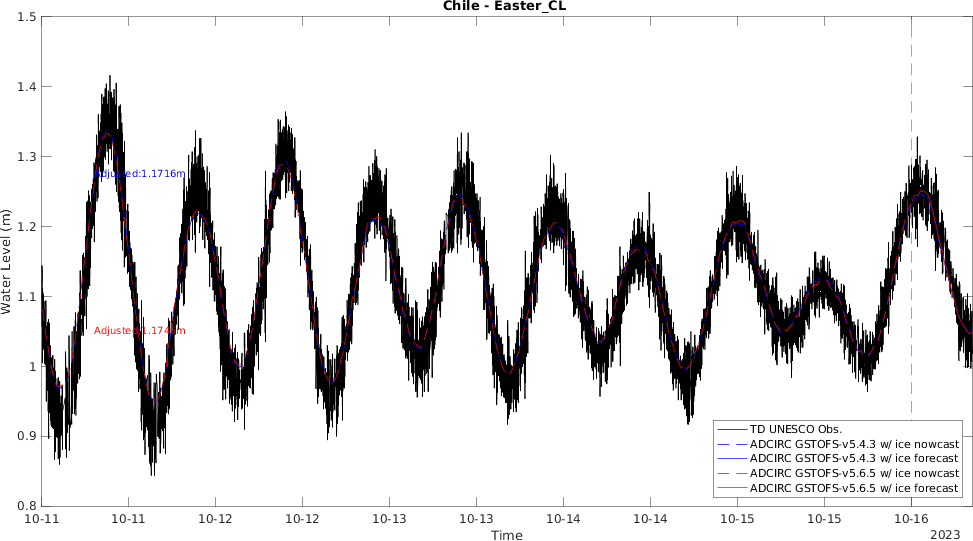 Chile - Easter_CL
1.5
1.4
1.3
1.2
1.1
1
0.9
0.8
Water Level (m)
Adjusted:1.1716m
10-11
10-11
10-12
10-12
10-13
10-13
10-14
10-14
10-15
10-15
10-16
2023
Time
TD UNESCO Obs.
ADCIRC GSTOFS-v5.4.3 w/ ice nowcast
ADCIRC GSTOFS-v5.4.3 w/ ice forecast
ADCIRC GSTOFS-v5.6.5 w/ ice nowcast
ADCIRC GSTOFS-v5.6.5 w/ ice forecast